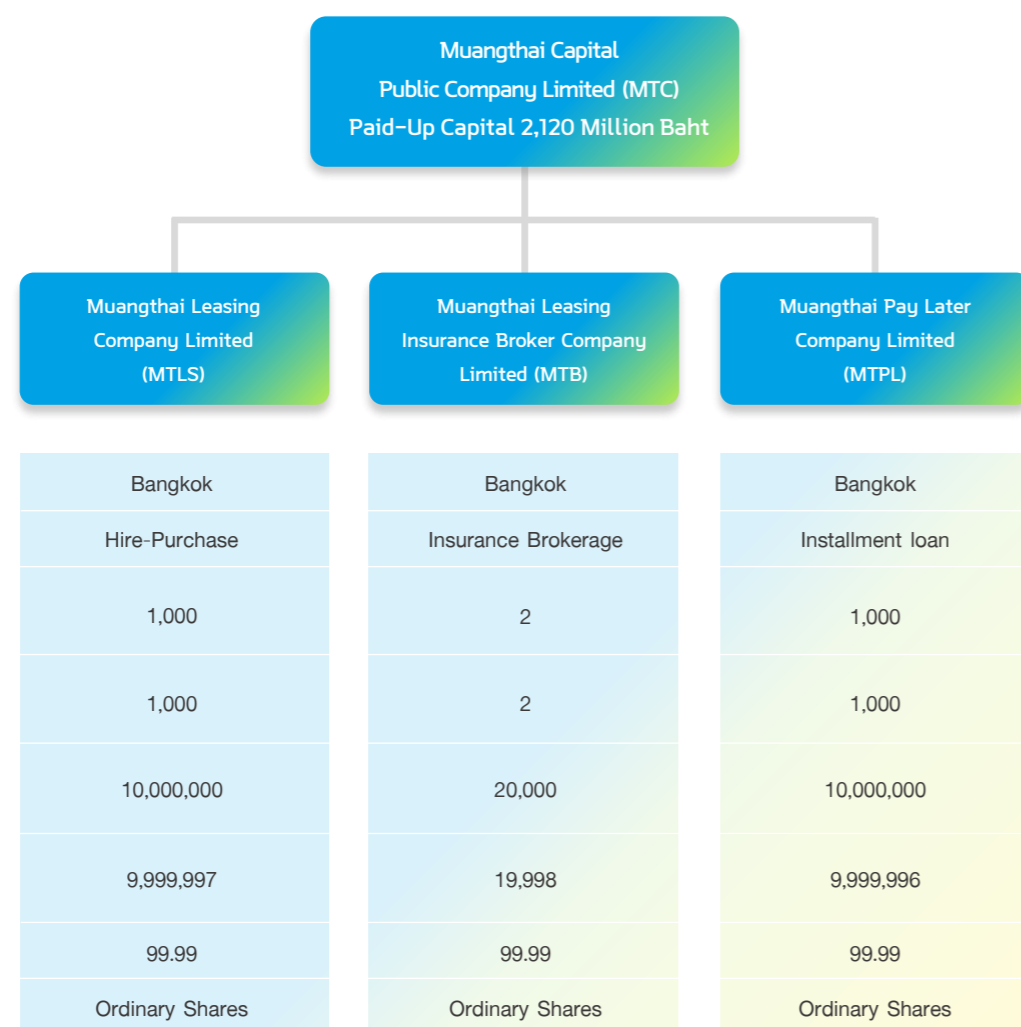 Muangthai Capital
Public Company Limited (MTC)
Paid-Up Capital 2,120 Million Baht
Muangthai Leasing
Company Limited
(MTLS)
Muangthai Leasing
Insurance Broker Company
Limited (MTB)
Muangthai Pay Later
Company Limited
(MTPL)
Bangkok Bangkok Bangkok
Hire-Purchase Insurance Brokerage Installment loan
1,000 2 1,000
1,000 2 1,000
10,000,000 20,000 10,000,000
9,999,997 19,998 9,999,996
99.99 99.99 99.99
Ordinary Shares Ordinary Shares Ordinary Shares